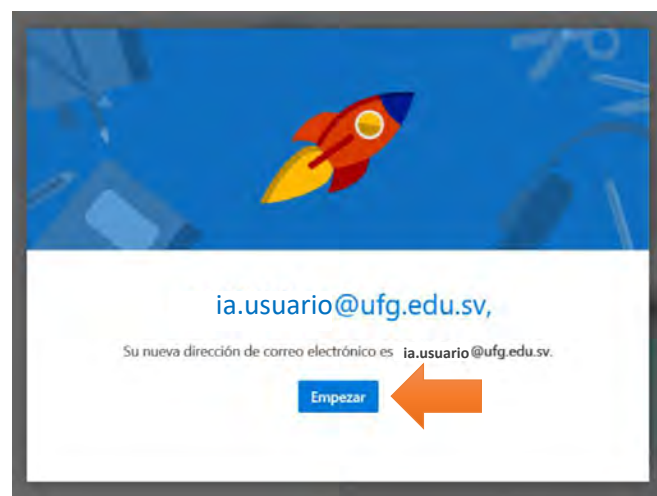 ia.usuario@ufg.edu.sv,
Su nueva dirección de correo electrónico es ia.usuario@ufg.edu.sv.
Empezar